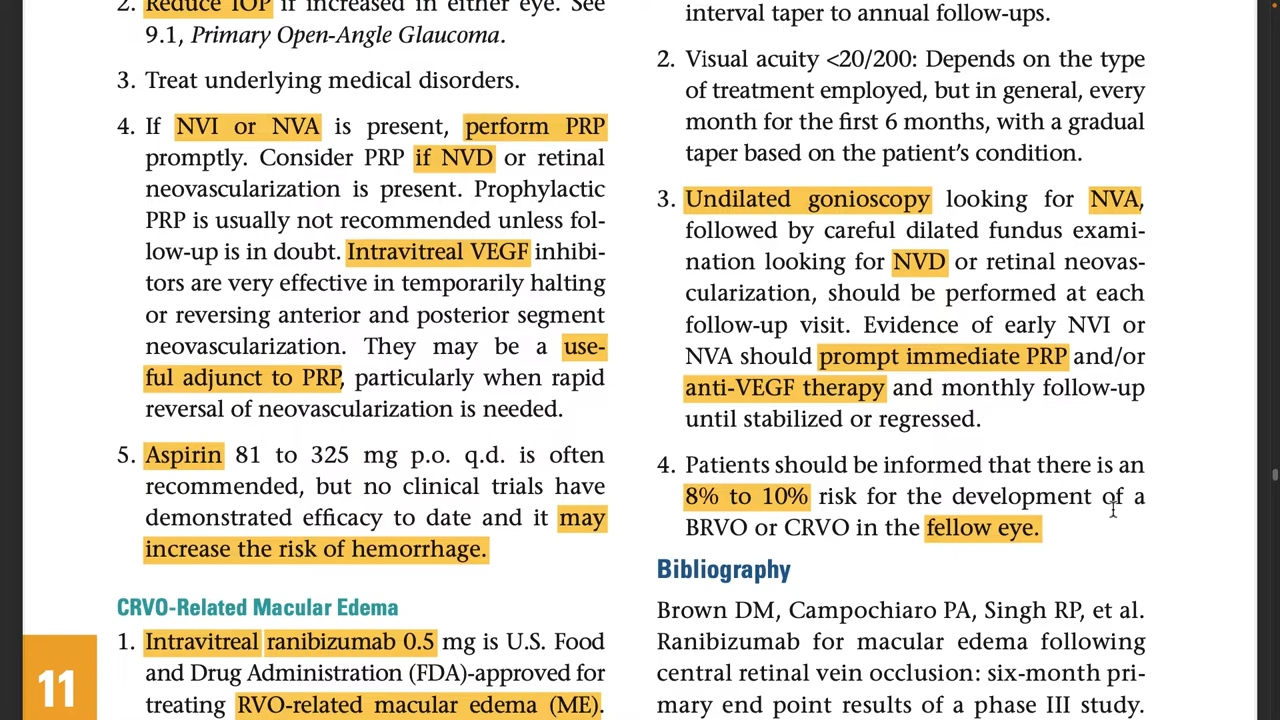 2. Reduce IOP if increased in either eye. See
9.1, Primary Open-Angle Glaucoma.
3. Treat underlying medical disorders.
4. If NVI or NVA is present, perform PRP
promptly. Consider PRP if NVD or retinal
neovascularization is present. Prophylactic
PRP is usually not recommended unless fol-
low-up is in doubt. Intravitreal VEGF inhibi-
tors are very effective in temporarily halting
or reversing anterior and posterior segment
neovascularization. They may be a use-
ful adjunct to PRP, particularly when rapid
reversal of neovascularization is needed.
5. Aspirin 81 to 325 mg p.o. q.d. is often
recommended, but no clinical trials have
demonstrated efficacy to date and it may
increase the risk of hemorrhage.
CRVO-Related Macular Edema
1. Intravitreal ranibizumab 0.5 mg is U.S. Food
and Drug Administration (FDA)-approved for
treating RVO-related macular edema (ME).
11
interval taper to annual follow-ups.
2. Visual acuity <20/200: Depends on the type
of treatment employed, but in general, every
month for the first 6 months, with a gradual
taper based on the patient’s condition.
3. Undilated gonioscopy looking for NVA,
followed by careful dilated fundus exami-
nation looking for NVD or retinal neovas-
cularization, should be performed at each
follow-up visit. Evidence of early NVI or
NVA should prompt immediate PRP and/or
anti-VEGF therapy and monthly follow-up
until stabilized or regressed.
4. Patients should be informed that there is an
8% to 10% risk for the development of a
BRVO or CRVO in the fellow eye.
Bibliography
Brown DM, Campochiaro PA, Singh RP, et al.
Ranibizumab for macular edema following
central retinal vein occlusion: six-month pri-
mary end point results of a phase III study.